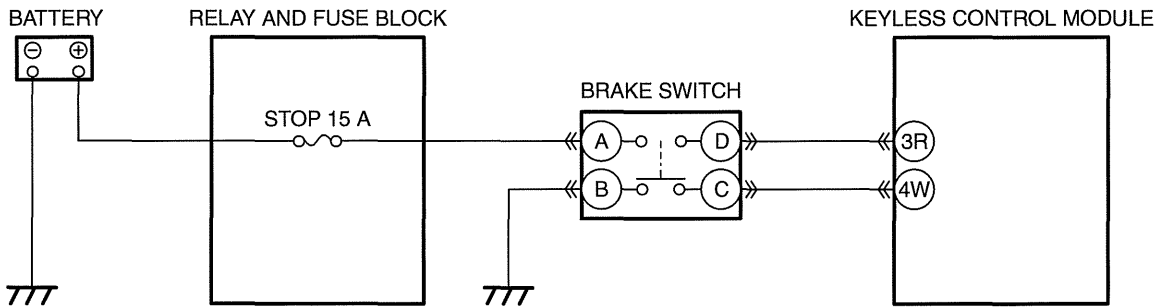 BATTERY
RELAY AND FUSE BLOCK
KEYLESS CONTROL MODULE
− +
BRAKE SWITCH
STOP 15 A
A D 3R
B C 4W